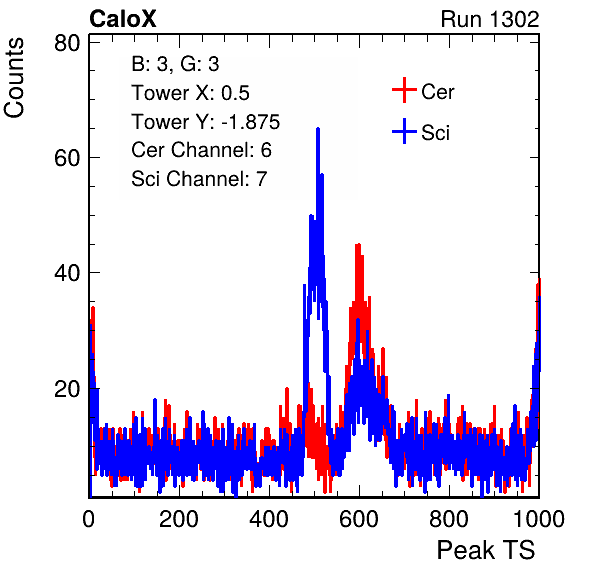 CaloX Run 1302
Counts
80
60
40
20
B: 3, G: 3
Tower X: 0.5
Tower Y: -1.875
Cer Channel: 6
Sci Channel: 7
Cer
Sci
0 200 400 600 800 1000
Peak TS